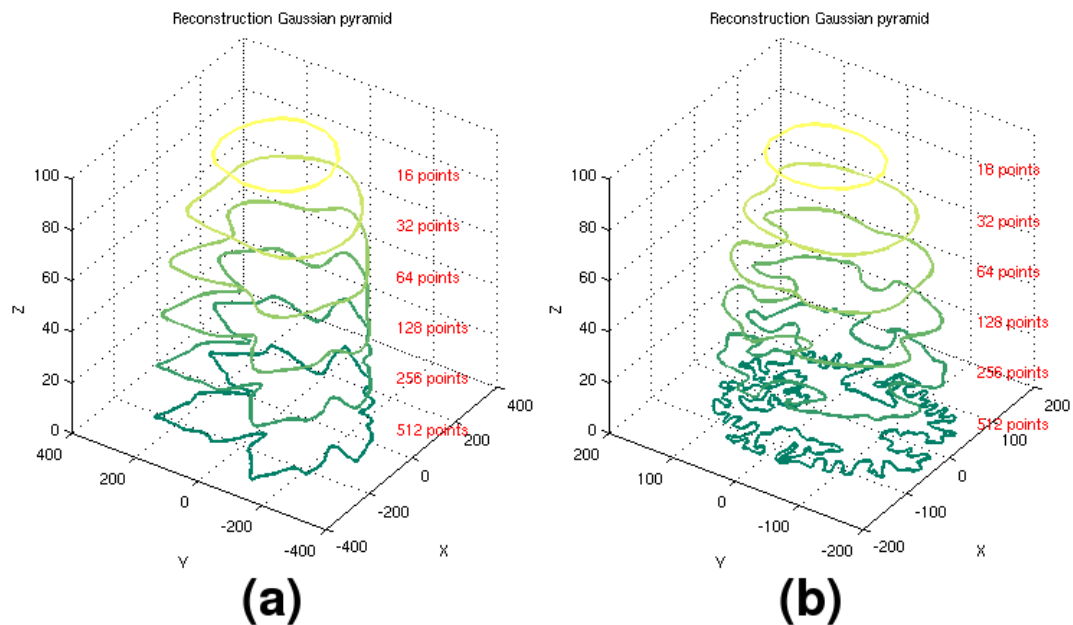 Reconstruction Gaussian pyramid
100
80
60
40
20
0
Z
16 points
32 points
64 points
128 points
256 points
512 points
400
200
0
-200
-400
Y
400
200
0
-200
-400
X
(a)
Reconstruction Gaussian pyramid
100
80
60
40
20
0
Z
18 points
32 points
64 points
128 points
256 points
512 points
200
100
0
-100
-200
Y
200
100
0
-100
-200
X
(b)